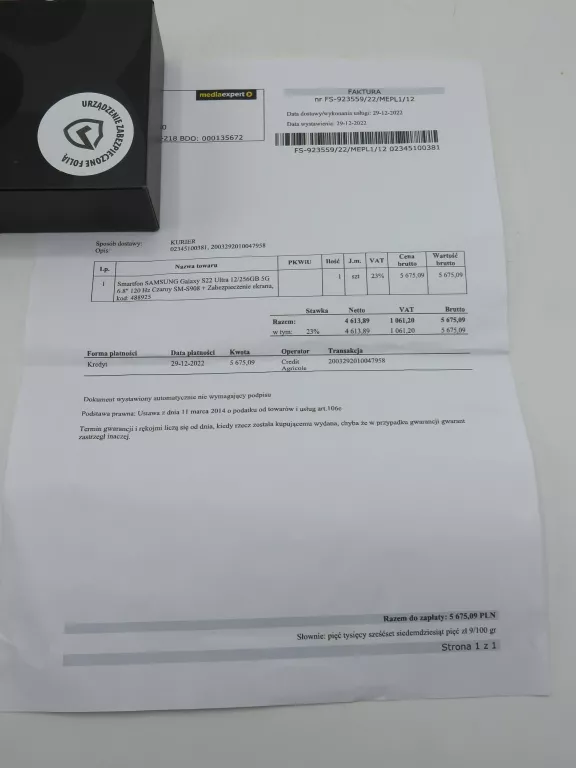 URZĄDZENIE ZABEZPIECZONE FOLIĄ
mediaexpert
FAKTURA
nr FS-923559/22/MEPL1/12
Data dostawy/wykonania usługi: 29-12-2022
Data wystawienia: 29-12-2022
Z18 BDO: 000135672
FS-923559/22/MEPL1/12 02345100381
Sposób dostawy: KURIER
Opis: 02345100381, 2003292010047958
Lp. Nazwa towaru PKWiU Ilość J.m. VAT Cena brutto Wartość brutto
1 Smartfon SAMSUNG Galaxy S22 Ultra 12/256GB 5G 1 szt 23% 5 675,09 5 675,09
6.8" 120 Hz Czarny SM-S908 + Zabezpieczenie ekranu,
kod: 488925
Stawka Netto VAT Brutto
Razem: 4 613,89 1 061,20 5 675,09
w tym: 23% 4 613,89 1 061,20 5 675,09
Forma płatności Data płatności Kwota Operator Transakcja
Kredyt 29-12-2022 5 675,09 Credit Agricole 2003292010047958
Dokument wystawiony automatycznie nie wymagający podpisu
Podstawa prawna: Ustawa z dnia 11 marca 2014 o podatku od towarów i usług art.106e
Termin gwarancji i rękojmi liczą się od dnia, kiedy rzecz została kupującemu wydana, chyba że w przypadku gwarancji gwarant
zastrzegł inaczej.
Razem do zapłaty: 5 675,09 PLN
Słownie: pięć tysięcy sześćset siedemdziesiąt pięć zł 9/100 gr
Strona 1 z 1